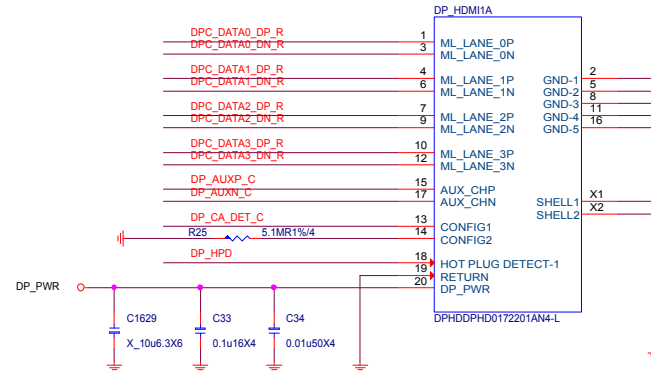 DP_HDMI1A
DPC_DATA0_DP_R 1 ML_LANE_0P
DPC_DATA0_DN_R 3 ML_LANE_0N
DPC_DATA1_DP_R 4 ML_LANE_1P GND-1 2
DPC_DATA1_DN_R 6 ML_LANE_1N GND-2 5
GND-3 8
DPC_DATA2_DP_R 7 ML_LANE_2P GND-4 11
DPC_DATA2_DN_R 9 ML_LANE_2N GND-5 16
DPC_DATA3_DP_R 10 ML_LANE_3P
DPC_DATA3_DN_R 12 ML_LANE_3N
DP_AUXP_C 15 AUX_CHP
DP_AUXN_C 17 AUX_CHN SHELL1 X1
SHELL2 X2
DP_CA_DET_C 13 CONFIG1
R25 5.1MR1%/4 14 CONFIG2
DP_HPD 18 HOT PLUG DETECT-1
19 RETURN
DP_PWR 20 DP_PWR
DPHDDPHD0172201AN4-L
C1629 C33 C34
X_10u6.3X6 0.1u16X4 0.01u50X4